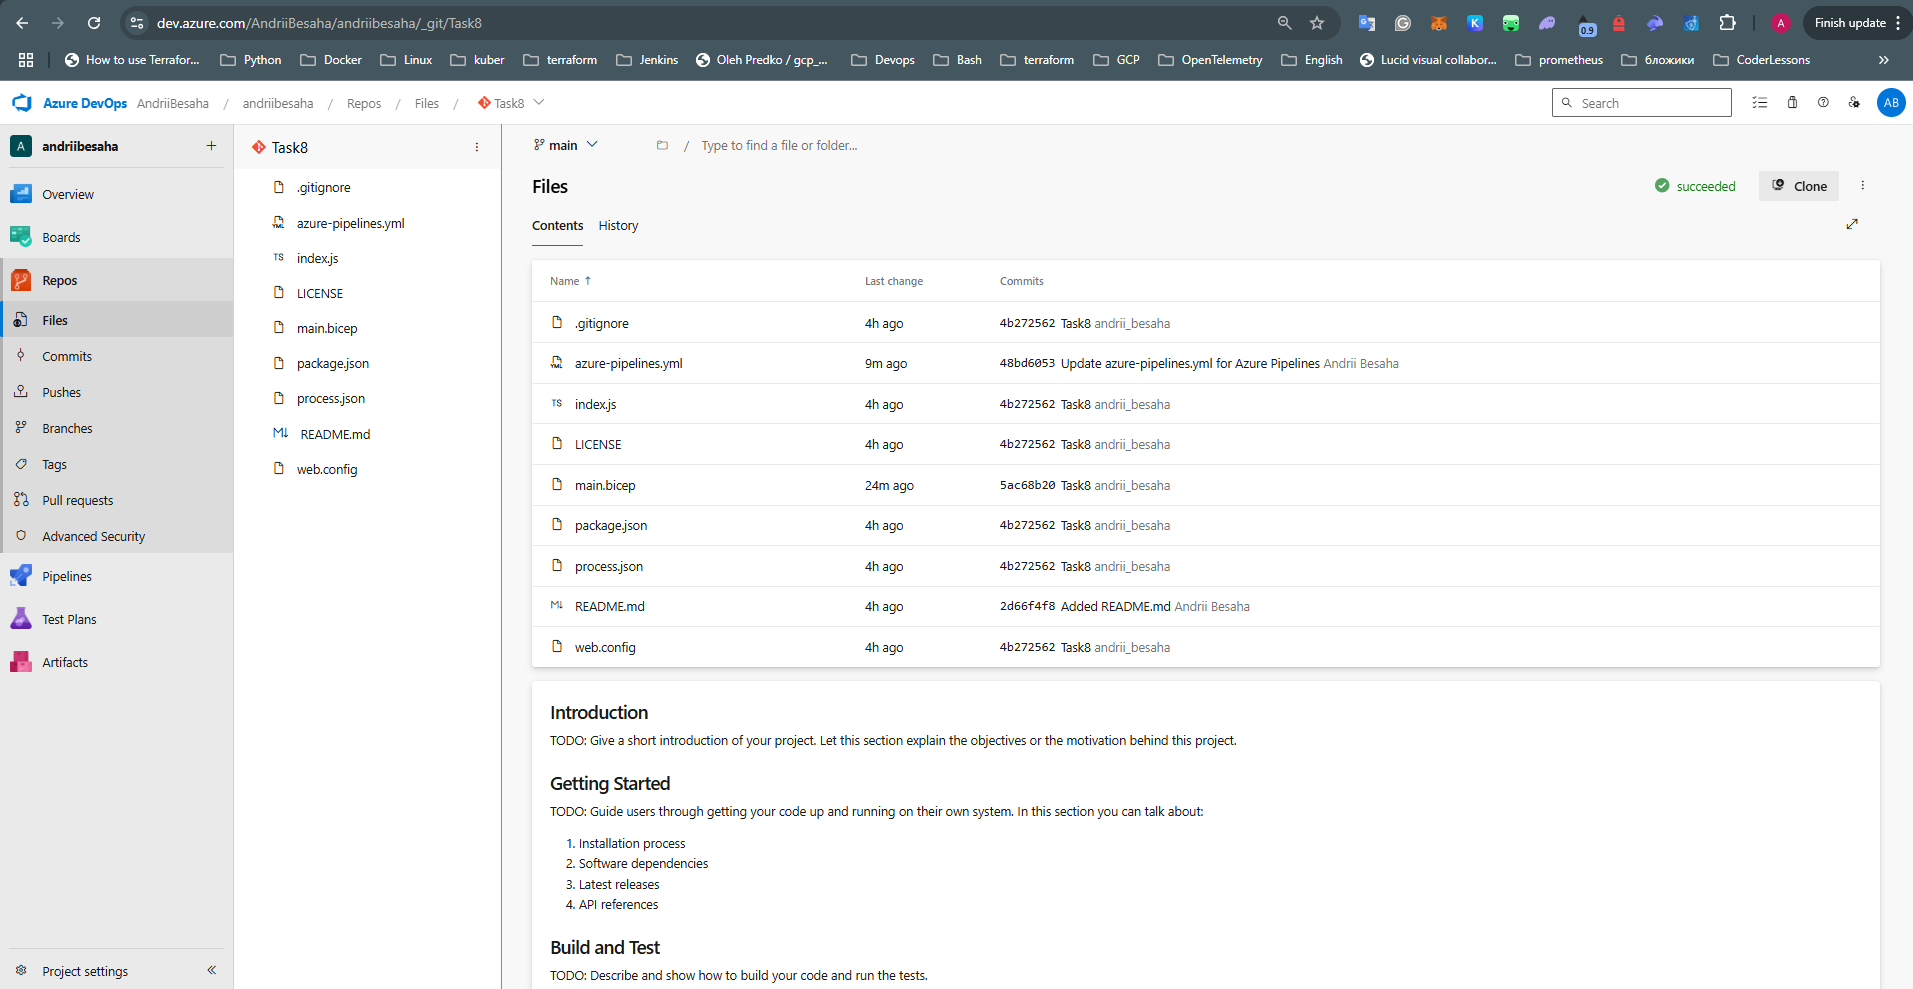 dev.azure.com/AndriiBesaha/andriibesaha/_git/Task8
0.9
A
Finish update
How to use Terrafor...
Python
Docker
Linux
kuber
terraform
Jenkins
Oleh Predko / gcp_...
Devops
Bash
terraform
GCP
OpenTelemetry
English
Lucid visual collabor...
prometheus
бложики
CoderLessons
»
Azure DevOps AndriiBesaha / andriibesaha / Repos / Files / Task8
Search
AB
A andriibesaha +
Overview
Boards
Repos
Files
Commits
Pushes
Branches
Tags
Pull requests
Advanced Security
Pipelines
Test Plans
Artifacts
Project settings
Task8
.gitignore
YML azure-pipelines.yml
TS index.js
LICENSE
main.bicep
package.json
process.json
M↓ README.md
web.config
main
/ Type to find a file or folder...
Files
succeeded
Clone
Contents History
Name ↑ Last change Commits
.gitignore 4h ago 4b272562 Task8 andrii_besaha
YML azure-pipelines.yml 9m ago 48bd6053 Update azure-pipelines.yml for Azure Pipelines Andrii Besaha
TS index.js 4h ago 4b272562 Task8 andrii_besaha
LICENSE 4h ago 4b272562 Task8 andrii_besaha
main.bicep 24m ago 5ac68b20 Task8 andrii_besaha
package.json 4h ago 4b272562 Task8 andrii_besaha
process.json 4h ago 4b272562 Task8 andrii_besaha
M↓ README.md 4h ago 2d66f4f8 Added README.md Andrii Besaha
web.config 4h ago 4b272562 Task8 andrii_besaha
Introduction
TODO: Give a short introduction of your project. Let this section explain the objectives or the motivation behind this project.
Getting Started
TODO: Guide users through getting your code up and running on their own system. In this section you can talk about:
1. Installation process
2. Software dependencies
3. Latest releases
4. API references
Build and Test
TODO: Describe and show how to build your code and run the tests.